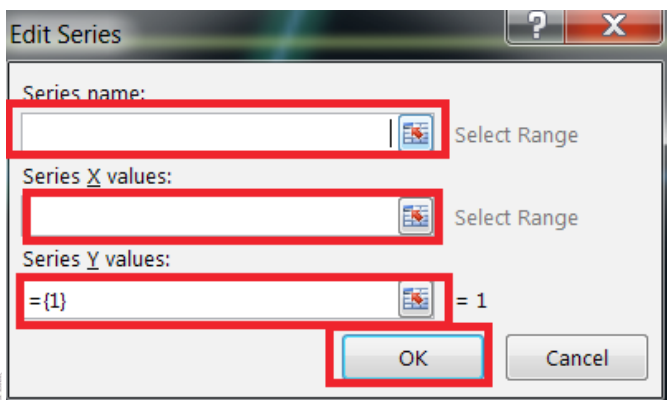 Edit Series
?
X
Series name:
Select Range
Series X values:
Select Range
Series Y values:
={1}
= 1
OK
Cancel